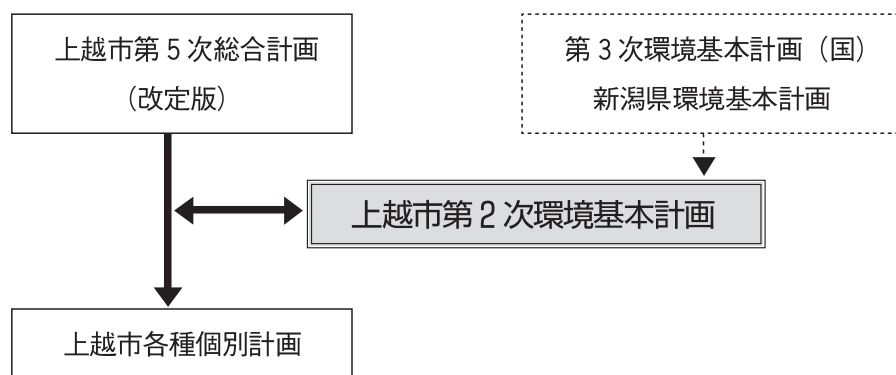 上越市第5次総合計画
（改定版）
第3次環境基本計画（国）
新潟県環境基本計画
上越市第2次環境基本計画
上越市各種個別計画